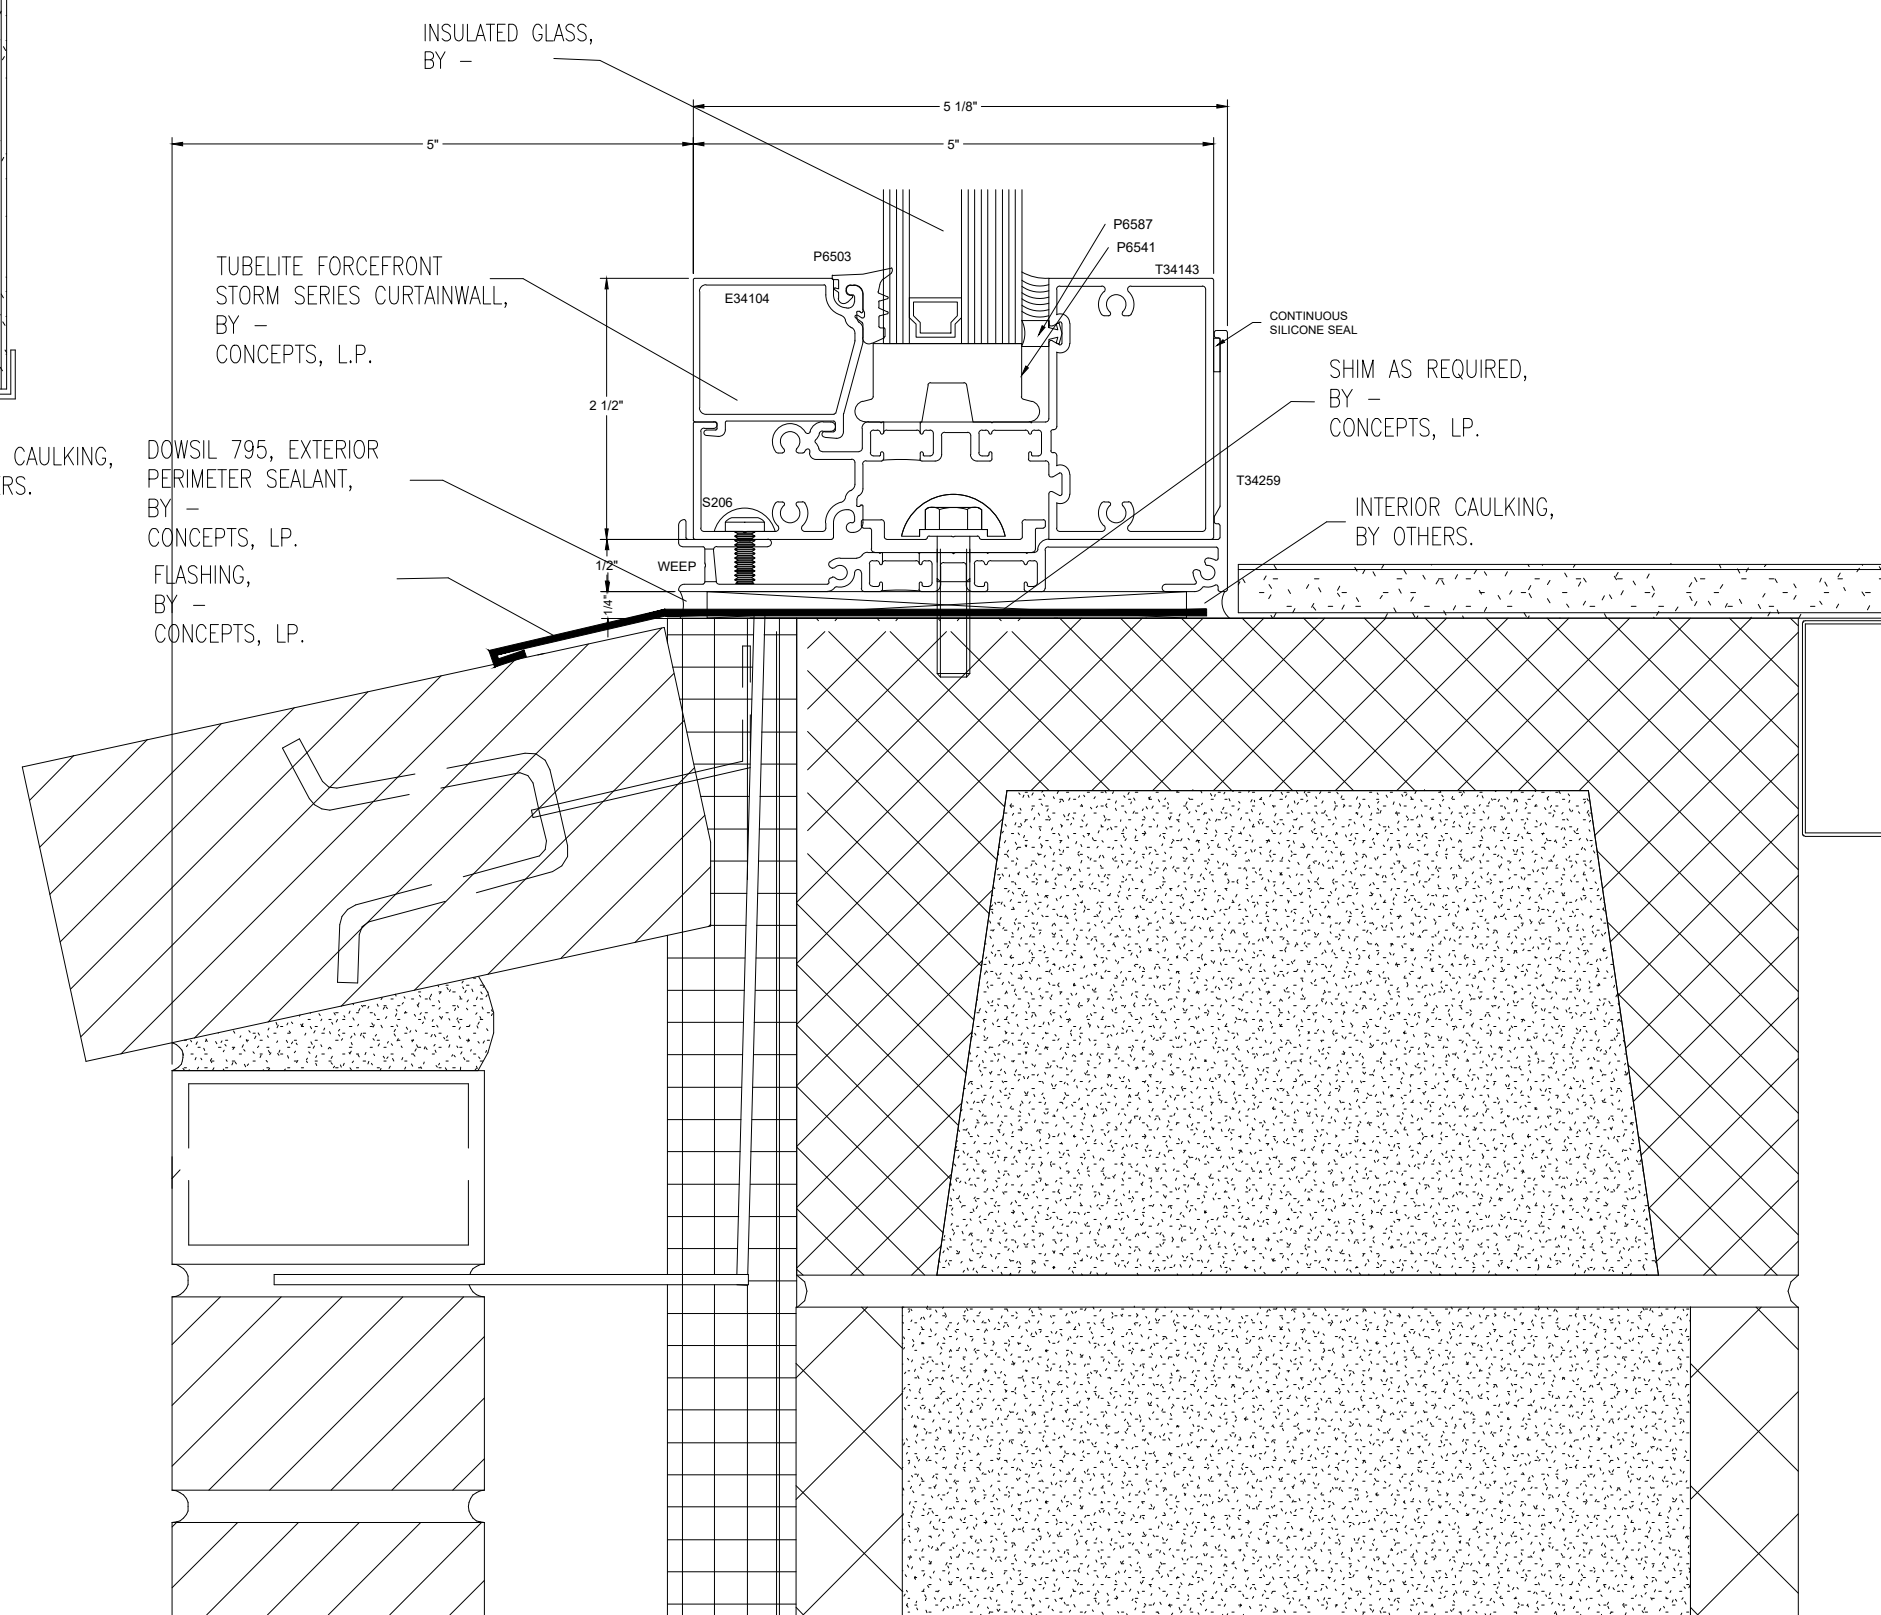 INSULATED GLASS,
BY –
5 1/8"
5"
5"
P6587
P6541
P6503
T34143
E34104
TUBELITE FORCEFRONT
STORM SERIES CURTAINWALL,
BY –
CONCEPTS, L.P.
CONTINUOUS
SILICONE SEAL
SHIM AS REQUIRED,
BY –
CONCEPTS, LP.
2 1/2"
CAULKING,
RS.
DOWSIL 795, EXTERIOR
PERIMETER SEALANT,
BY –
CONCEPTS, LP.
T34259
S206
INTERIOR CAULKING,
BY OTHERS.
WEEP
1/2"
1/4"
FLASHING,
BY –
CONCEPTS, LP.